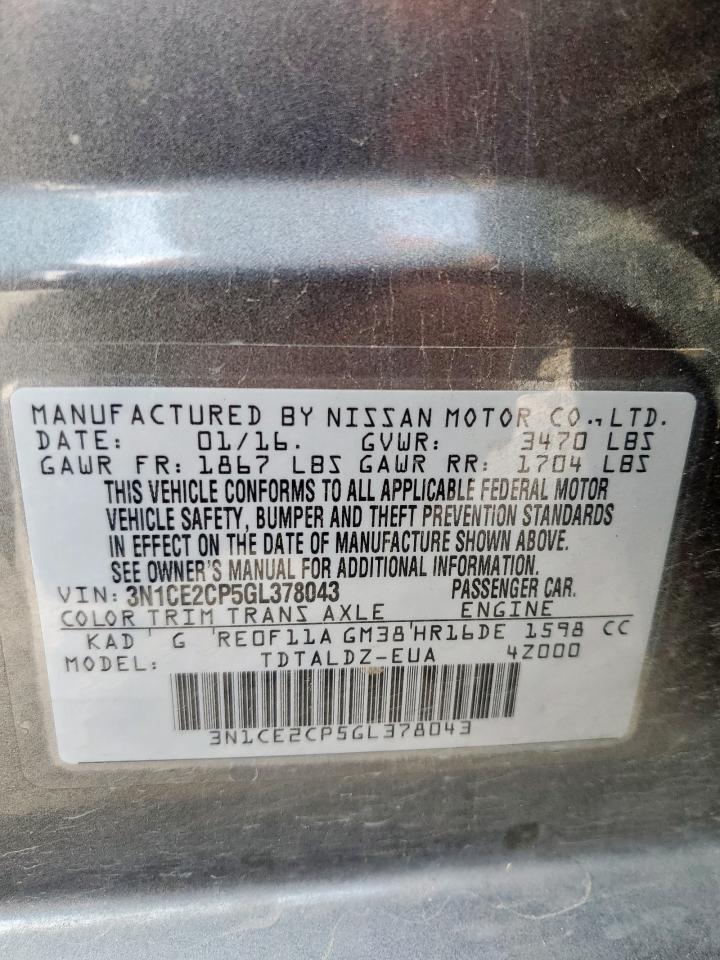 MANUFACTURED BY NISSAN MOTOR CO., LTD.
DATE: 01/16. GVWR: 3470 LBS
GAWR FR: 1867 LBS GAWR RR: 1704 LBS
THIS VEHICLE CONFORMS TO ALL APPLICABLE FEDERAL MOTOR
VEHICLE SAFETY, BUMPER AND THEFT PREVENTION STANDARDS
IN EFFECT ON THE DATE OF MANUFACTURE SHOWN ABOVE.
SEE OWNER'S MANUAL FOR ADDITIONAL INFORMATION.
VIN: 3N1CE2CP5GL378043 PASSENGER CAR.
COLOR TRIM TRANS AXLE ENGINE
KAD ' G 'RE0F11A GM38'HR16DE 1598 CC
MODEL: TDTALDZ-EUA 4Z000
3N1CE2CP5GL378043